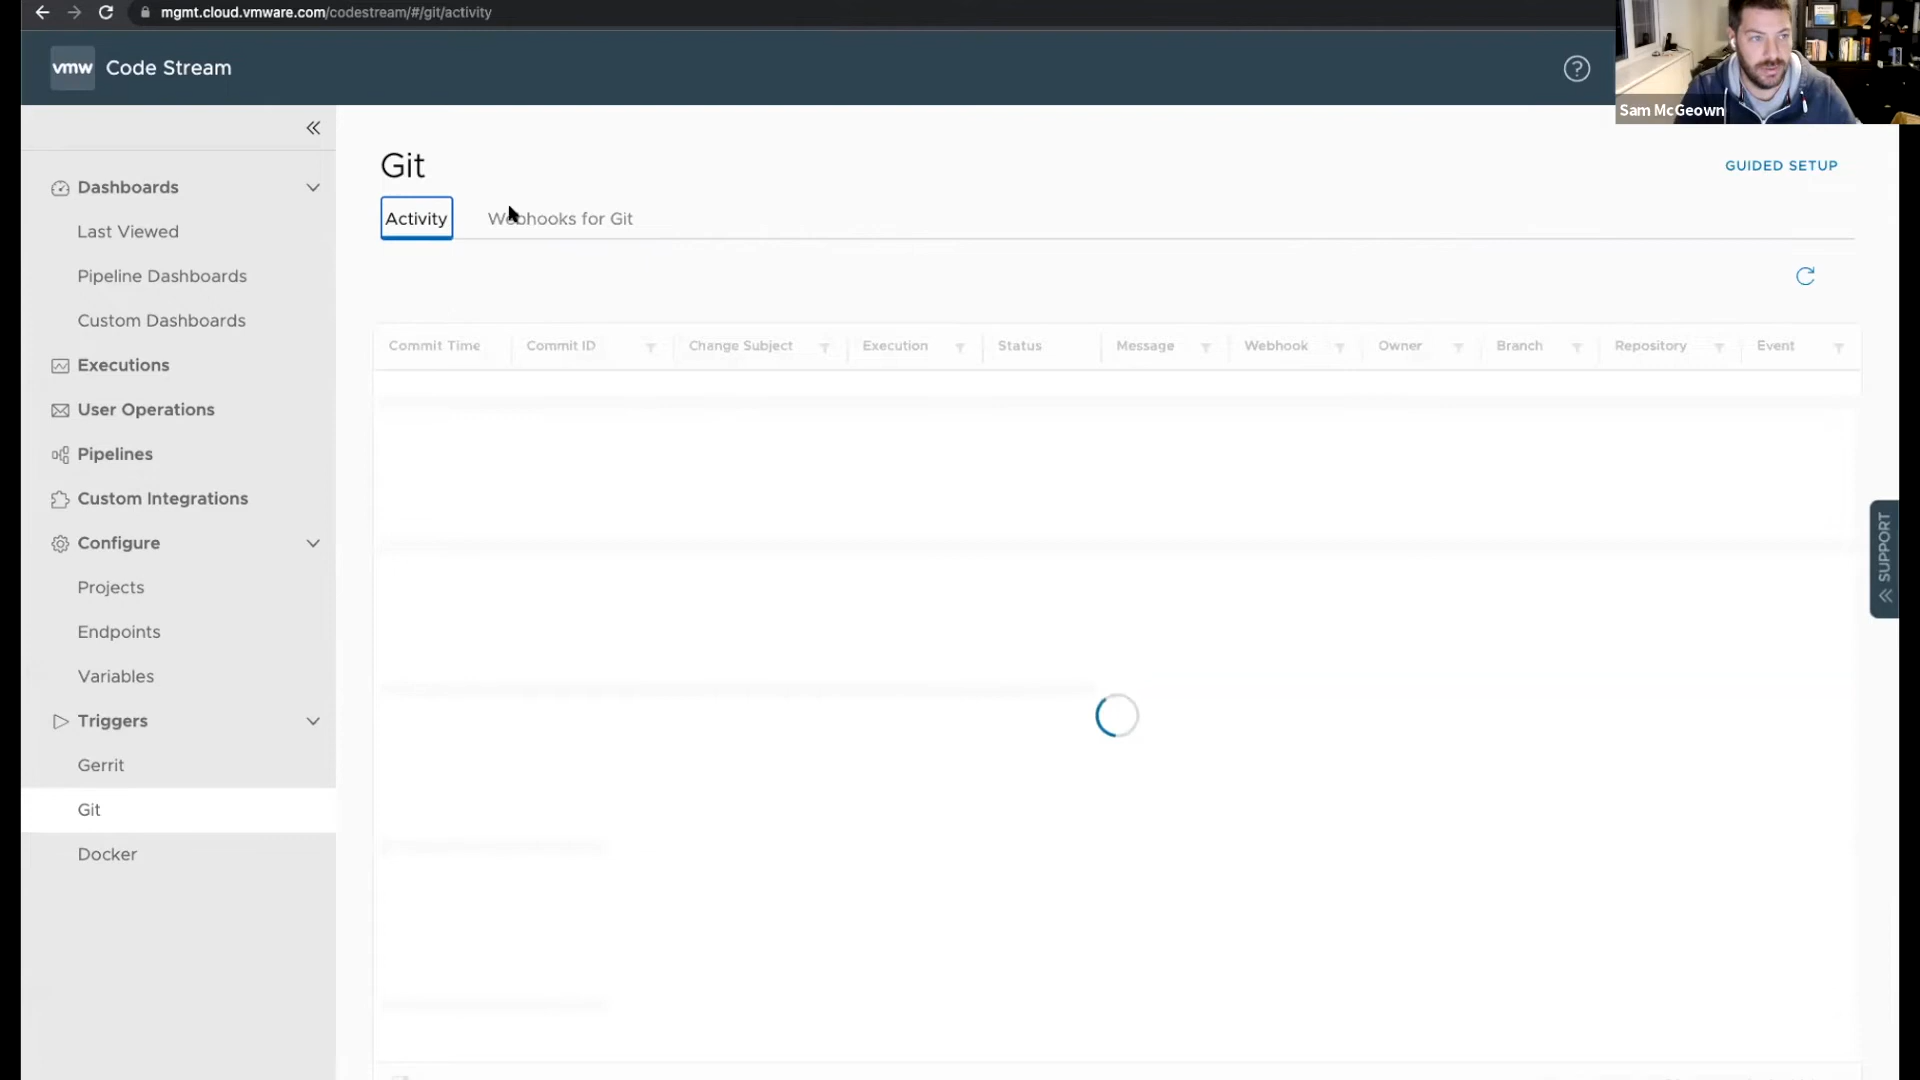 mgmt.cloud.vmware.com/codestream/#/git/activity
vmw Code Stream
Sam McGeown
Dashboards
Last Viewed
Pipeline Dashboards
Custom Dashboards
Executions
User Operations
Pipelines
Custom Integrations
Configure
Projects
Endpoints
Variables
Triggers
Gerrit
Git
Docker
Git
GUIDED SETUP
Activity Webhooks for Git
Commit Time Commit ID Change Subject Execution Status Message Webhook Owner Branch Repository Event
SUPPORT